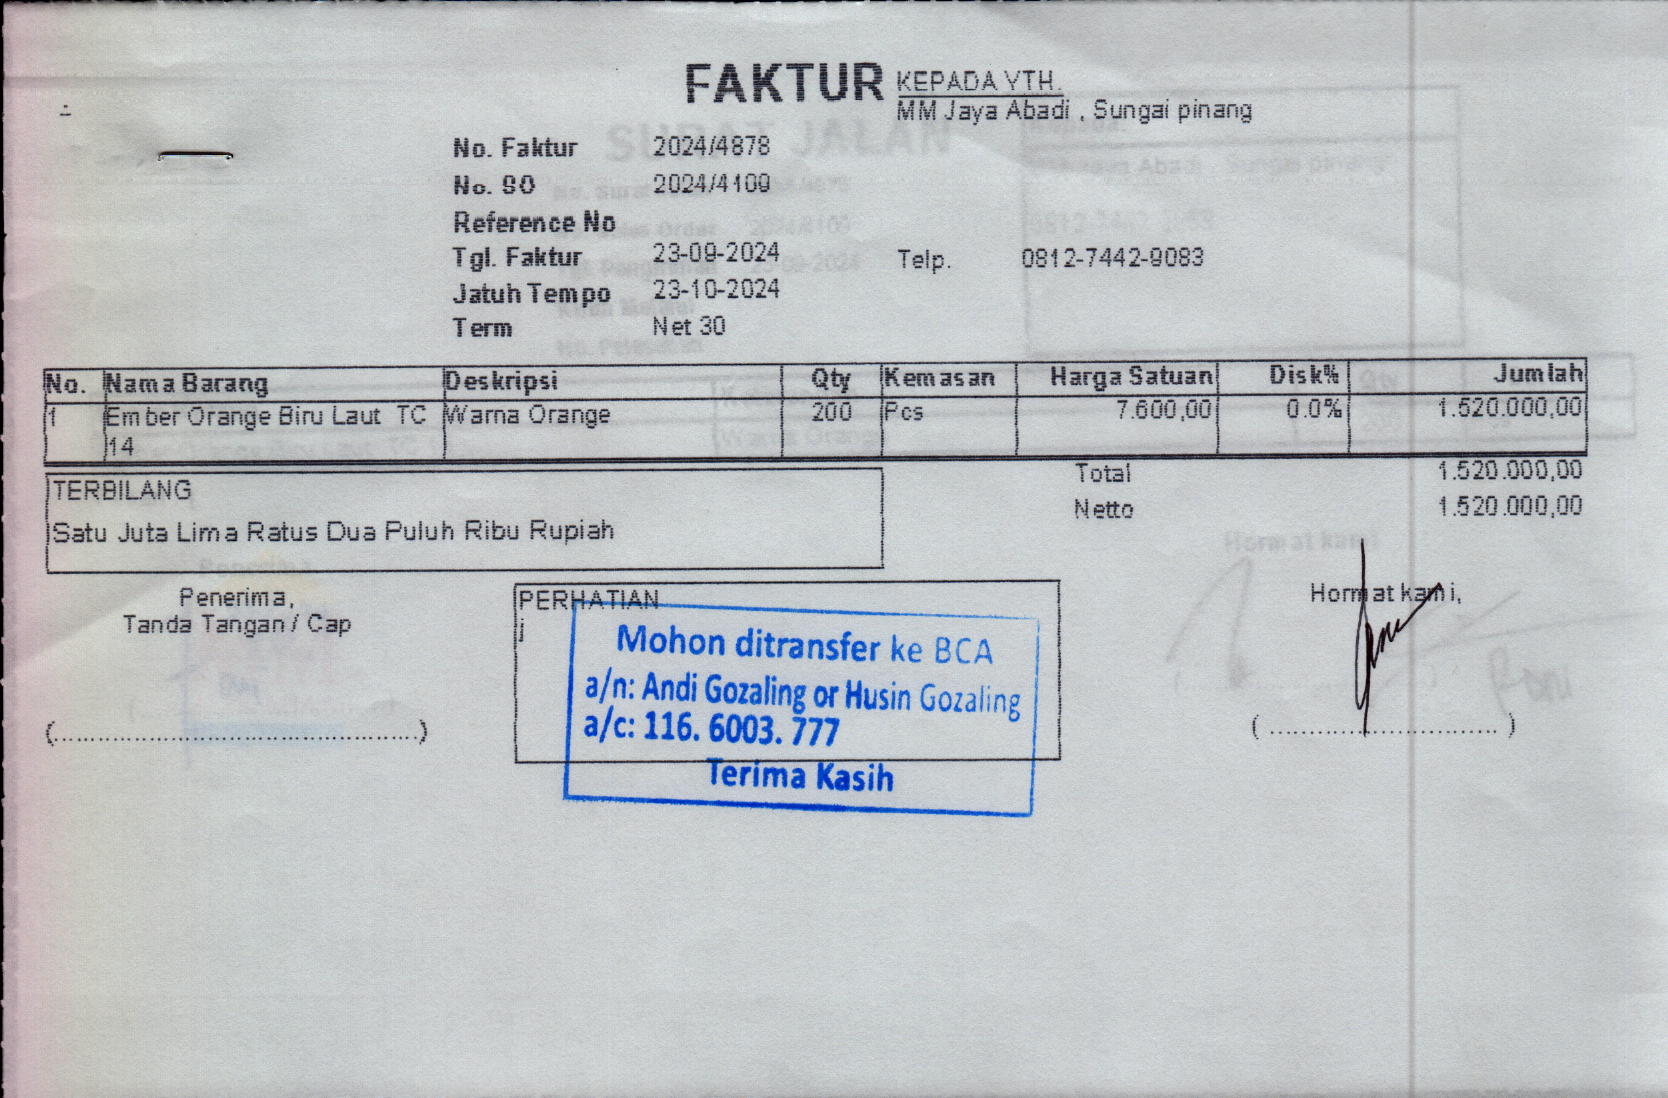 FAKTUR
KEPADA YTH.
MM Jaya Abadi , Sungai pinang
No. Faktur 2024/4878
No. SO 2024/4109
Reference No
Tgl. Faktur 23-09-2024 Telp. 0812-7442-9083
Jatuh Tempo 23-10-2024
Term Net 30
No. Nama Barang Deskripsi Qty Kemasan Harga Satuan Disk% Jumlah
1 Ember Orange Biru Laut TC Warna Orange 200 Pcs 7.600,00 0.0% 1.520.000,00
14
Total 1.520.000,00
Netto 1.520.000,00
TERBILANG
Satu Juta Lima Ratus Dua Puluh Ribu Rupiah
Penerima,
Tanda Tangan / Cap
(..................................................)
PERHATIAN
j
Mohon ditransfer ke BCA
a/n: Andi Gozaling or Husin Gozaling
a/c: 116. 6003. 777
Terima Kasih
Hormat kami,
( ............................... )